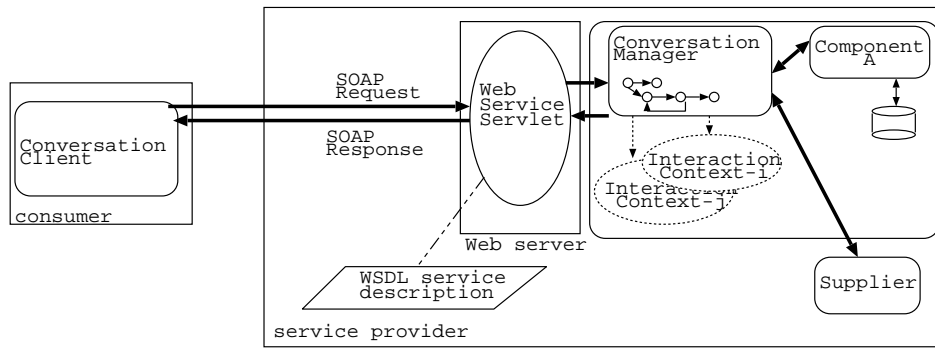 Conversation
Client
consumer
SOAP
Request
SOAP
Response
Web
Service
Servlet
Web server
WSDL service
description
service provider
Conversation
Manager
Interaction
Context-i
Interaction
Context-j
Component
A
Supplier